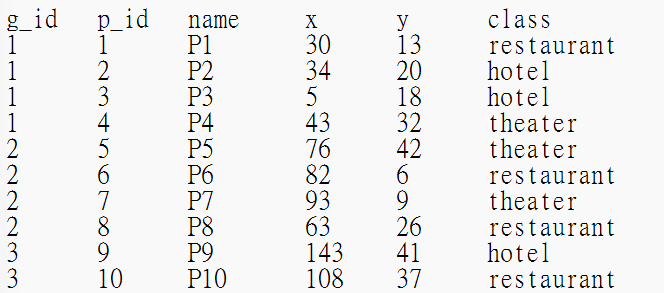 g_id p_id name x y class
1 1 P1 30 13 restaurant
1 2 P2 34 20 hotel
1 3 P3 5 18 hotel
1 4 P4 43 32 theater
2 5 P5 76 42 theater
2 6 P6 82 6 restaurant
2 7 P7 93 9 theater
2 8 P8 63 26 restaurant
3 9 P9 143 41 hotel
3 10 P10 108 37 restaurant